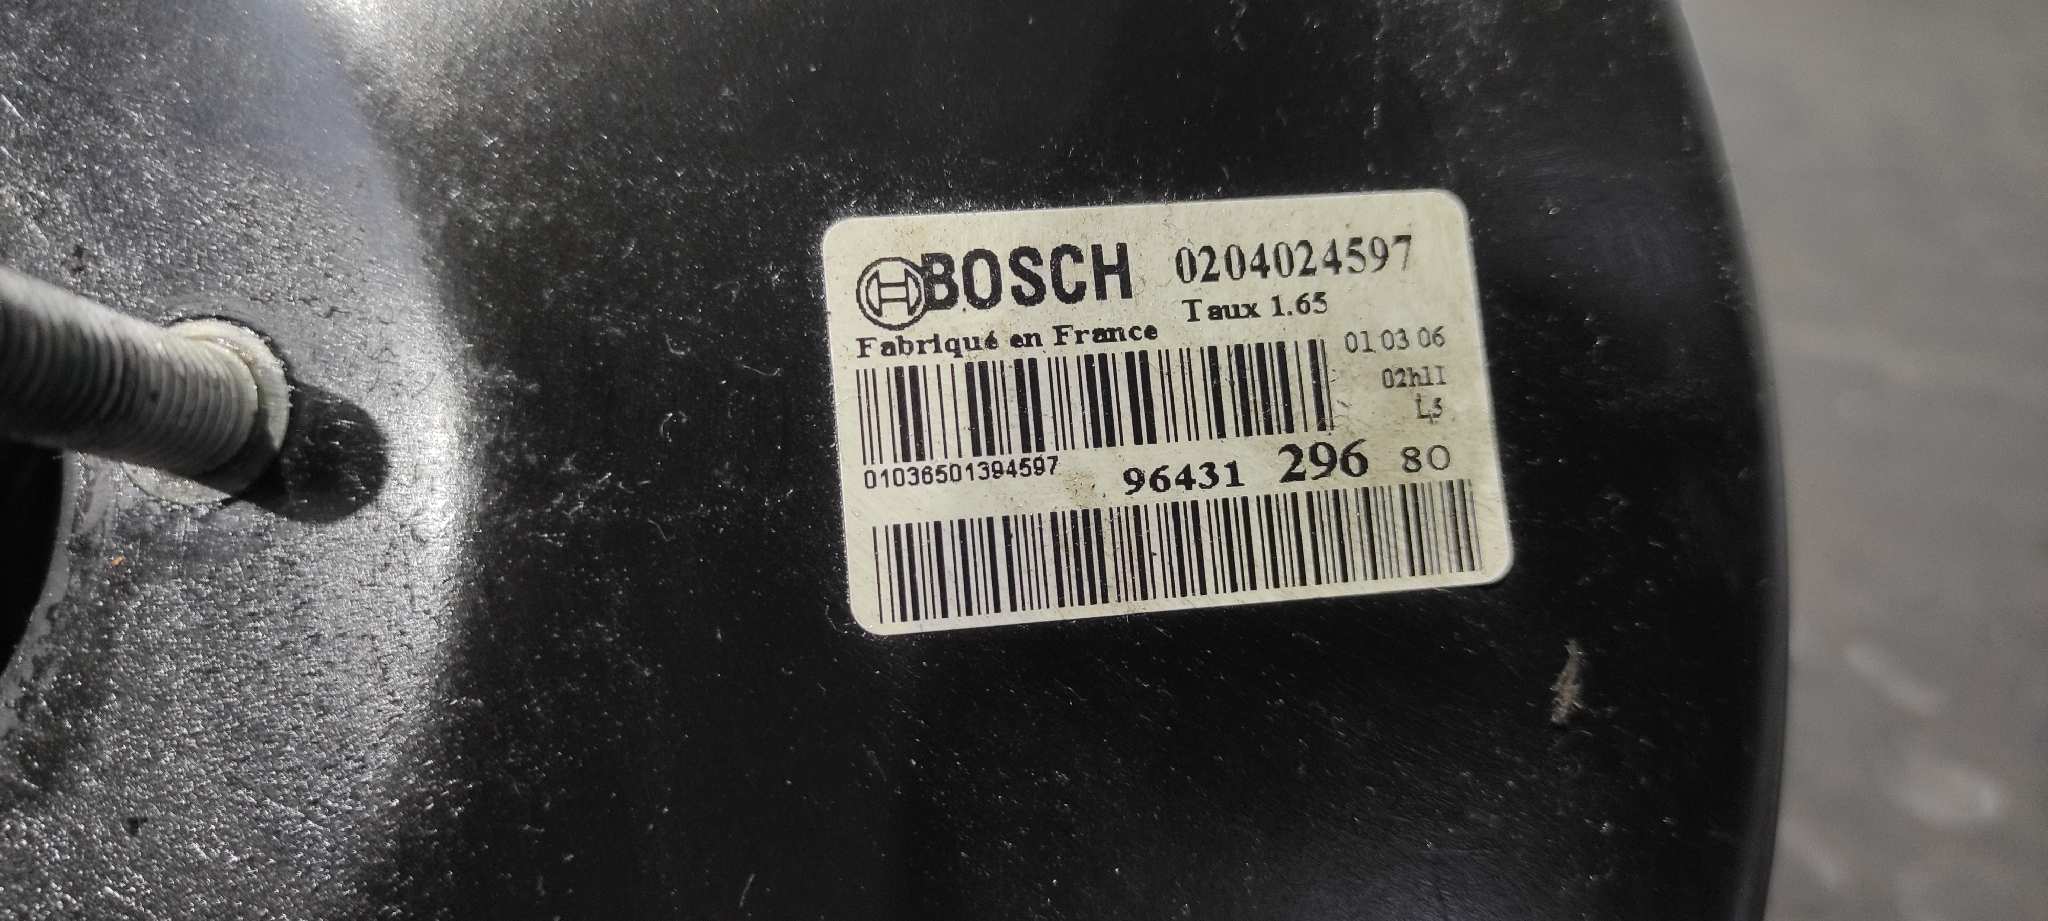 BOSCH 0204024597
Taux 1.65
Fabriqué en France
01 03 06
02h11
L5
01036501394597
96431 296 80